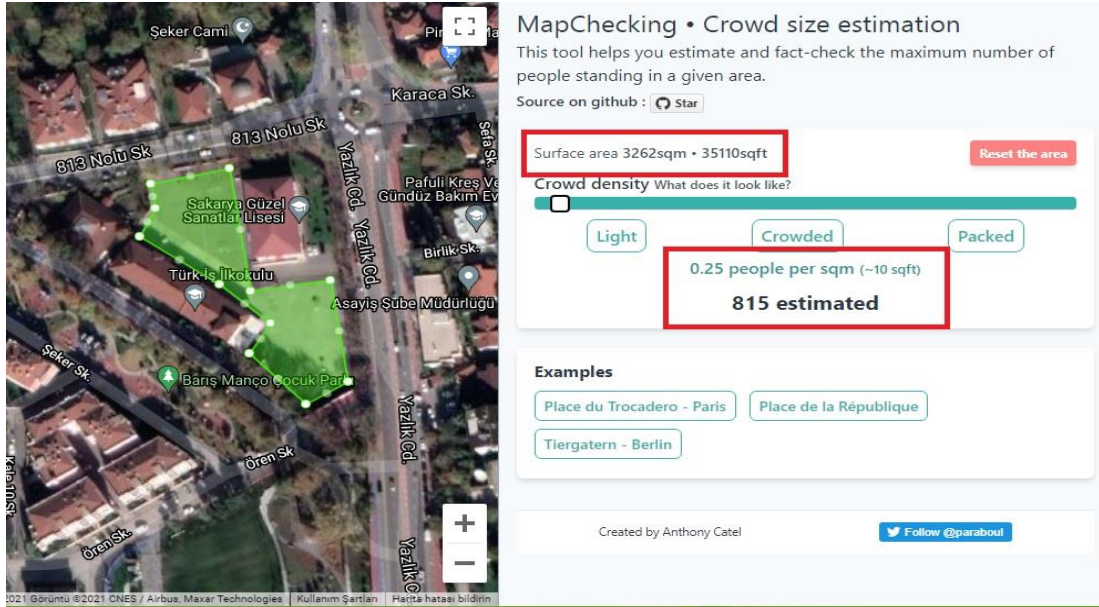 Şeker Cami
Karaca Sk.
813 Nolu Sk
813 Nolu Sk
Sefa Sk.
Yazlık Cd.
Yazlık Cd.
Pafuli Kreş Ve
Gündüz Bakım Ev
Sakarya Güzel
Sanatlar Lisesi
Birlik Sk.
Türk-İş İlkokulu
Asayiş Şube Müdürlüğü
Şeker Sk.
Barış Manço Çocuk Parkı
Yazlık Cd.
Ören Sk
Kale 10 Sk
Ören Sk.
Yazlık C
2021 Görüntü ©2021 CNES / Airbus, Maxar Technologies
Kullanım Şartları
Harita hatası bildirin
MapChecking • Crowd size estimation
This tool helps you estimate and fact-check the maximum number of
people standing in a given area.
Source on github : Star
Surface area 3262sqm • 35110sqft
Reset the area
Crowd density What does it look like?
Light
Crowded
Packed
0.25 people per sqm (~10 sqft)
815 estimated
Examples
Place du Trocadero - Paris
Place de la République
Tiergatern - Berlin
Created by Anthony Catel
Follow @paraboul